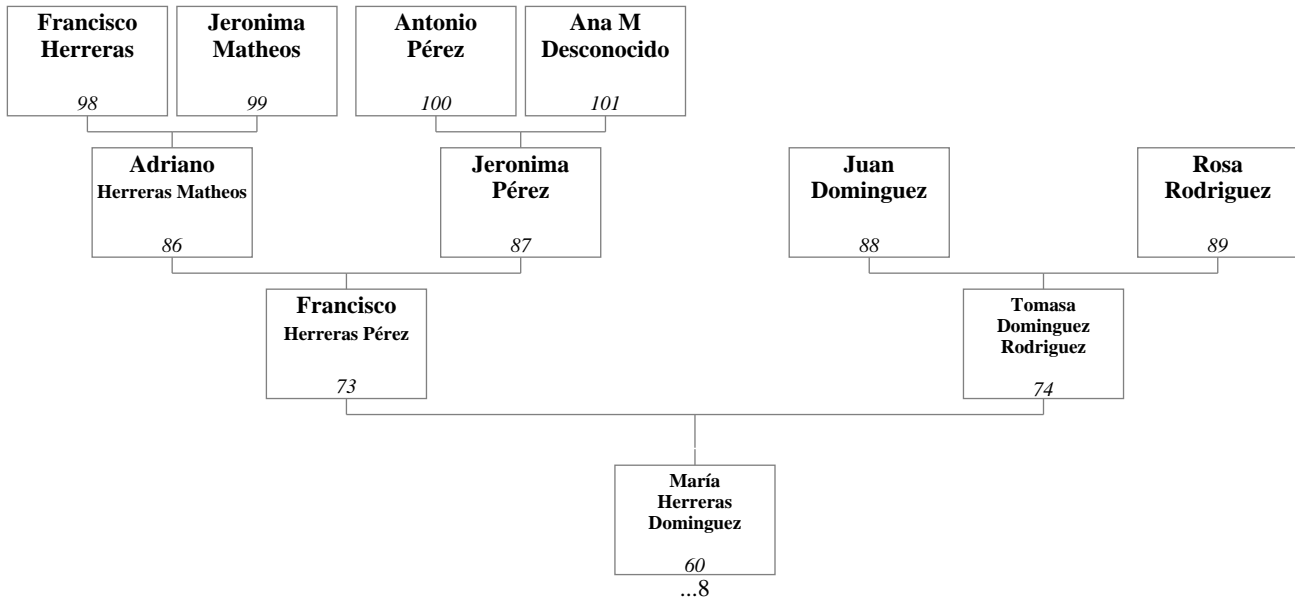 Francisco
Herreras
98
Jeronima
Matheos
99
Antonio
Pérez
100
Ana M
Desconocido
101
Adriano
Herreras Matheos
86
Jeronima
Pérez
87
Juan
Dominguez
88
Rosa
Rodriguez
89
Francisco
Herreras Pérez
73
Tomasa
Dominguez
Rodriguez
74
María
Herreras
Dominguez
60
...8